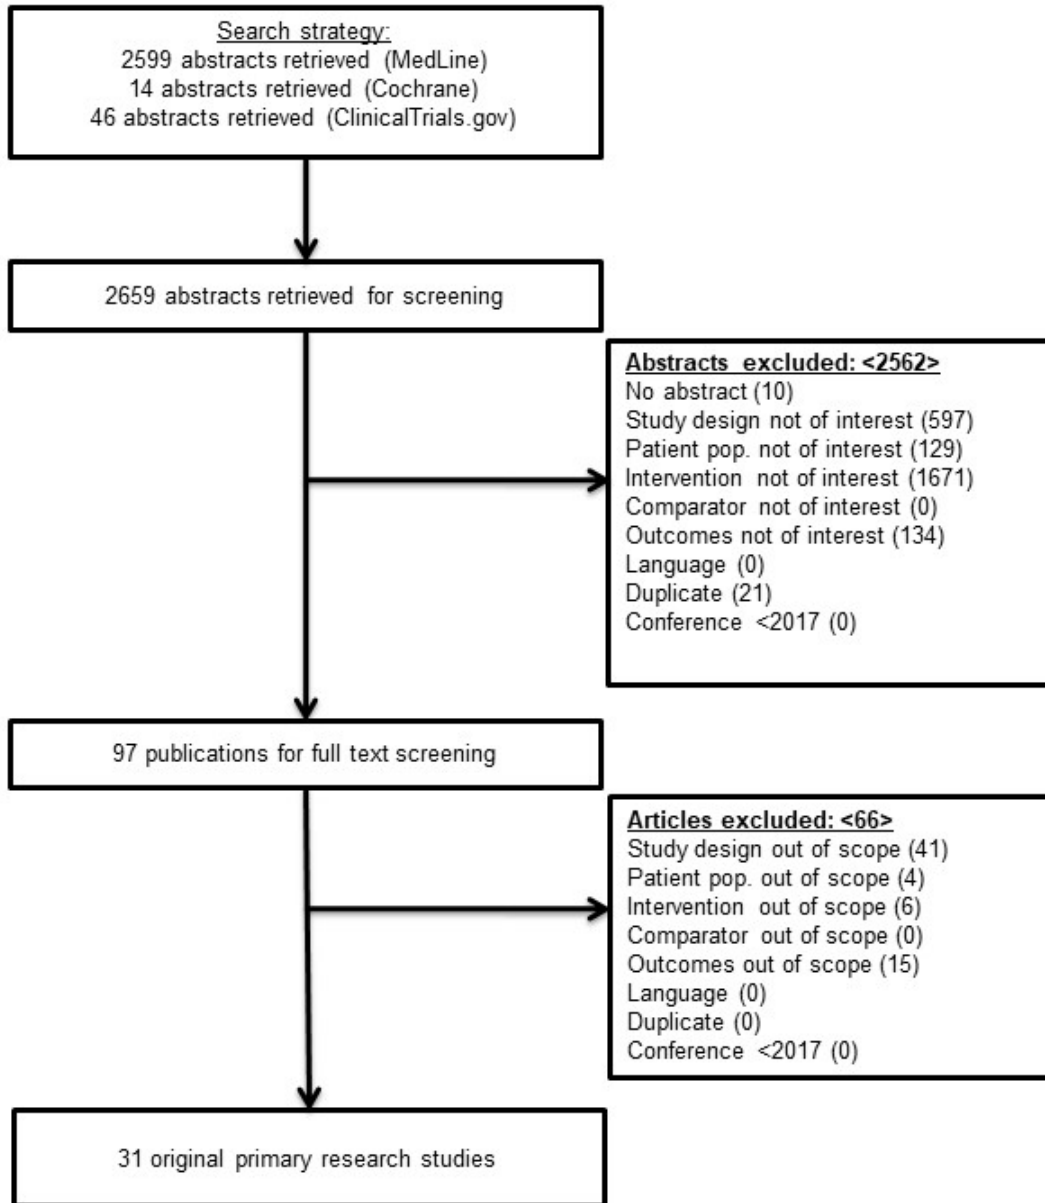 Search strategy:
2599 abstracts retrieved (MedLine)
14 abstracts retrieved (Cochrane)
46 abstracts retrieved (ClinicalTrials.gov)
2659 abstracts retrieved for screening
Abstracts excluded: <2562>
No abstract (10)
Study design not of interest (597)
Patient pop. not of interest (129)
Intervention not of interest (1671)
Comparator not of interest (0)
Outcomes not of interest (134)
Language (0)
Duplicate (21)
Conference <2017 (0)
97 publications for full text screening
Articles excluded: <66>
Study design out of scope (41)
Patient pop. out of scope (4)
Intervention out of scope (6)
Comparator out of scope (0)
Outcomes out of scope (15)
Language (0)
Duplicate (0)
Conference <2017 (0)
31 original primary research studies